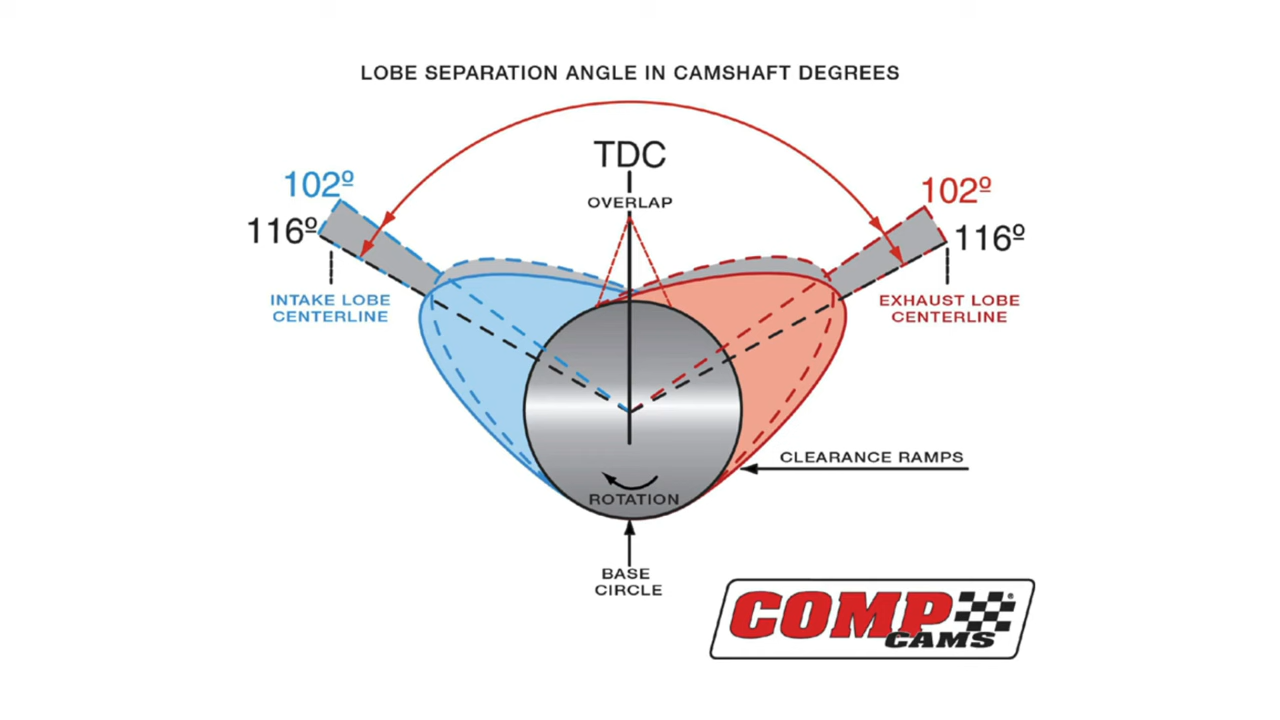 LOBE SEPARATION ANGLE IN CAMSHAFT DEGREES
TDC
OVERLAP
102º
116º
102º
116º
INTAKE LOBE
CENTERLINE
EXHAUST LOBE
CENTERLINE
CLEARANCE RAMPS
ROTATION
BASE
CIRCLE
COMP®
CAMS